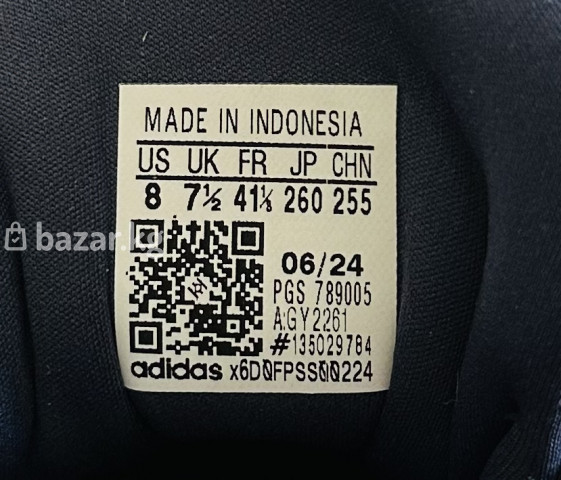 MADE IN INDONESIA
US UK FR JP CHN
8 7½ 41⅓ 260 255
bazar.kg
06/24
PGS 789005
A:GY2261
#135029784
adidas x6D0FPSS00224